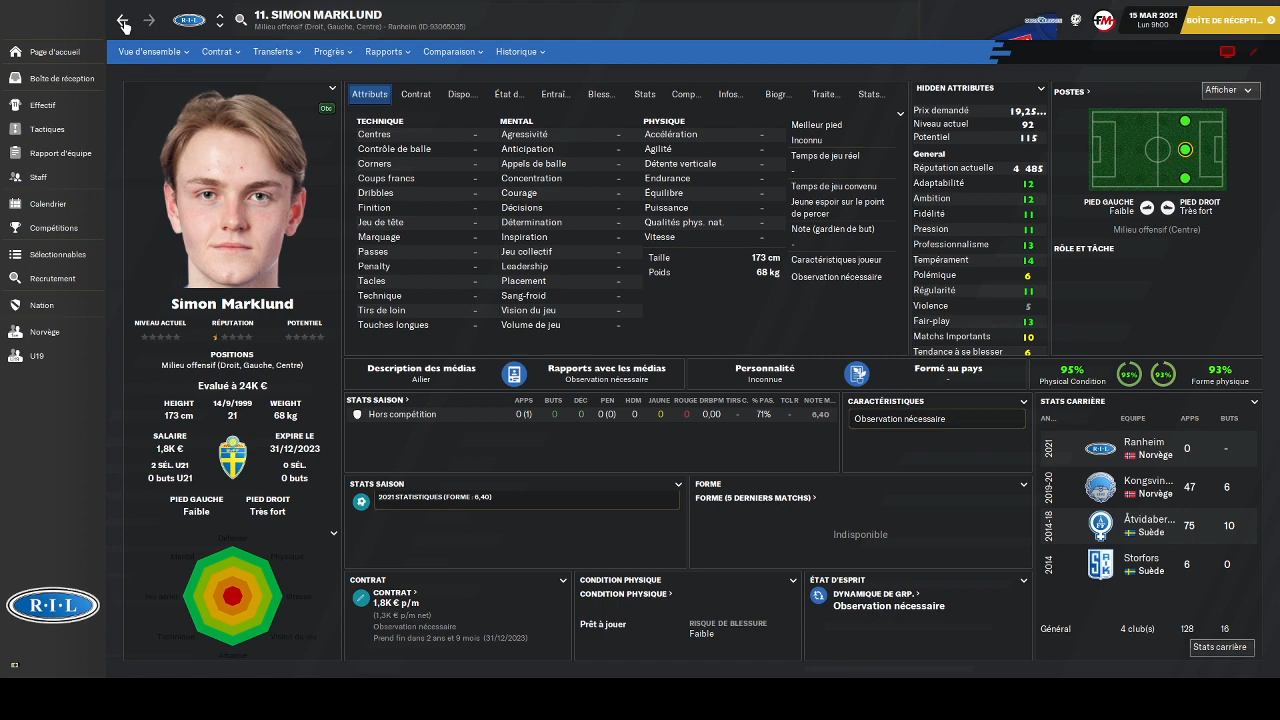 11. SIMON MARKLUND
Milieu offensif (Droit, Gauche, Centre) - Ranheim (ID:93065035)
15 MAR 2021
Lun 9h00
BOÎTE DE RÉCEPTI...
Vue d'ensemble
Contrat
Transferts
Progrès
Rapports
Comparaison
Historique
Page d'accueil
Boîte de réception
Effectif
Tactiques
Rapport d'équipe
Staff
Calendrier
Compétitions
Sélectionnables
Recrutement
Nation
Norvège
U19
R·I·L
Obc
Simon Marklund
NIVEAU ACTUEL RÉPUTATION POTENTIEL
POSITIONS
Milieu offensif (Droit, Gauche, Centre)
Evalué à 24K €
HEIGHT 14/9/1999 WEIGHT
173 cm 21 68 kg
SALAIRE EXPIRE LE
1,8K € 31/12/2023
2 SÉL. U21 0 SÉL.
0 buts U21 0 buts
PIED GAUCHE PIED DROIT
Faible Très fort
Défense
Mental Physique
Jeu aérien Vitesse
Technique Vision du jeu
Attaque
Attributs Contrat Dispo... État d... Entraî... Bless... Stats Comp... Infos... Biogr... Traite... Stats...
TECHNIQUE
Centres -
Contrôle de balle -
Corners -
Coups francs -
Dribbles -
Finition -
Jeu de tête -
Marquage -
Passes -
Penalty -
Tacles -
Technique -
Tirs de loin -
Touches longues -
MENTAL
Agressivité -
Anticipation -
Appels de balle -
Concentration -
Courage -
Décisions -
Détermination -
Inspiration -
Jeu collectif -
Leadership -
Placement -
Sang-froid -
Vision du jeu -
Volume de jeu -
PHYSIQUE
Accélération -
Agilité -
Détente verticale -
Endurance -
Équilibre -
Puissance -
Qualités phys. nat. -
Vitesse -
Taille 173 cm
Poids 68 kg
Meilleur pied
Inconnu
Temps de jeu réel
-
Temps de jeu convenu
Jeune espoir sur le point
de percer
Note (gardien de but)
-
Caractéristiques joueur
Observation nécessaire
HIDDEN ATTRIBUTES
Prix demandé 19,25...
Niveau actuel 92
Potentiel 115
General
Réputation actuelle 4 485
Adaptabilité 12
Ambition 12
Fidélité 11
Pression 11
Professionnalisme 13
Tempérament 14
Polémique 6
Régularité 11
Violence 5
Fair-play 13
Matchs Importants 10
Tendance à se blesser 6
POSTES
Afficher
PIED GAUCHE PIED DROIT
Faible Très fort
Milieu offensif (Centre)
RÔLE ET TÂCHE
Description des médias
Alier
Rapports avec les médias
Observation nécessaire
Personnalité
Inconnue
Formé au pays
-
95%
Physical Condition
95%
93%
93%
Forme physique
STATS SAISON APPS BUTS DÉC PEN HDM JAUNE ROUGE DRBPM TIRS C. % PAS. TCL R NOTE M...
Hors compétition 0 (1) 0 0 0 (0) 0 0 0 0,00 - 71% - 6,40
CARACTÉRISTIQUES
Observation nécessaire
STATS SAISON
2021 STATISTIQUES (FORME : 6,40)
FORME
FORME (5 DERNIERS MATCHS)
Indisponible
CONTRAT
CONTRAT
1,8K € p/m
(1,3K € p/m net)
Observation nécessaire
Prend fin dans 2 ans et 9 mois (31/12/2023)
CONDITION PHYSIQUE
CONDITION PHYSIQUE
Prêt à jouer
RISQUE DE BLESSURE
Faible
ÉTAT D'ESPRIT
DYNAMIQUE DE GRP.
Observation nécessaire
STATS CARRIÈRE
AN... EQUIPE APPS BUTS
2021 Ranheim 0 -
Norvège
2019-20 Kongsvin... 47 6
Norvège
2014-18 Åtvidaber... 75 10
Suède
2014 Storfors 6 0
Suède
Général 4 club(s) 128 16
Stats carrière